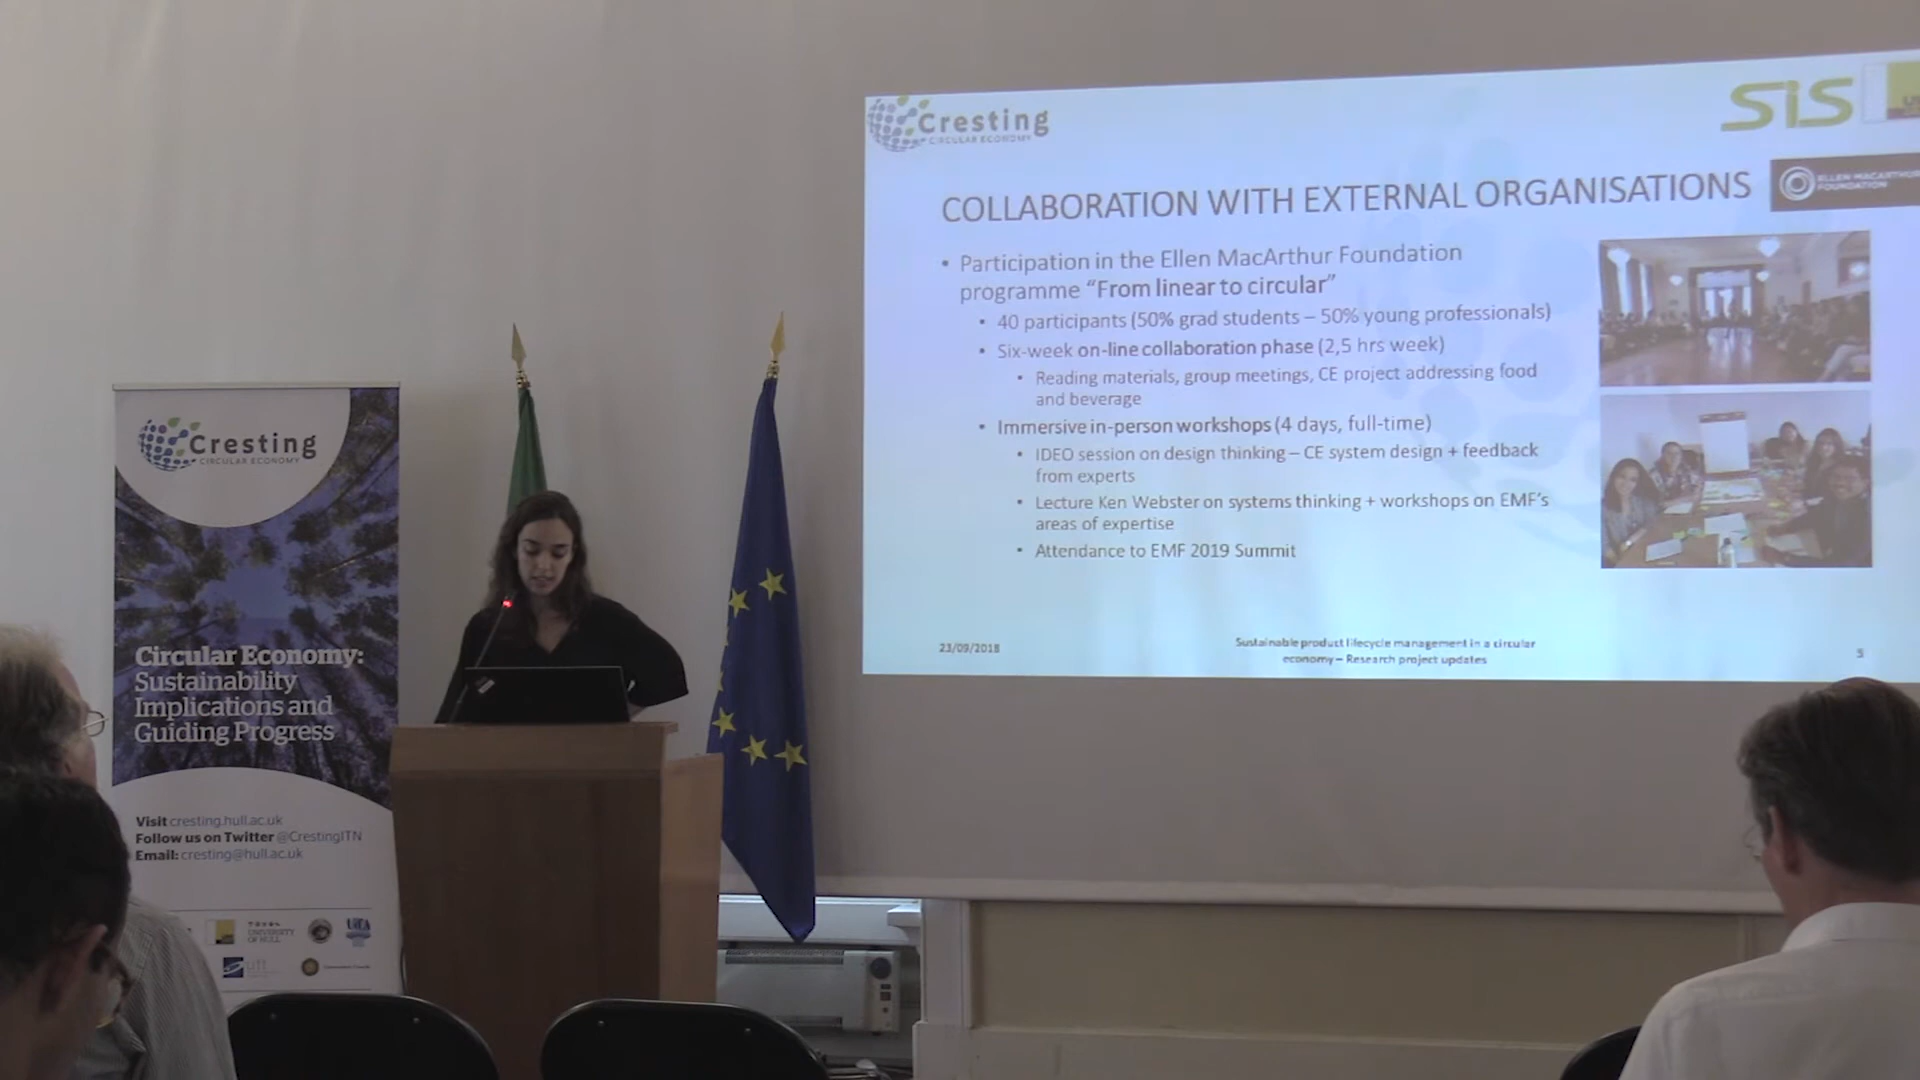 Cresting
CIRCULAR ECONOMY
SiS
ELLEN MACARTHUR
FOUNDATION
COLLABORATION WITH EXTERNAL ORGANISATIONS
• Participation in the Ellen MacArthur Foundation
programme “From linear to circular”
• 40 participants (50% grad students – 50% young professionals)
• Six-week on-line collaboration phase (2,5 hrs week)
• Reading materials, group meetings, CE project addressing food
and beverage
• Immersive in-person workshops (4 days, full-time)
• IDEO session on design thinking – CE system design + feedback
from experts
• Lecture Ken Webster on systems thinking + workshops on EMF’s
areas of expertise
• Attendance to EMF 2019 Summit
23/09/2018
Sustainable product lifecycle management in a circular
economy – Research project updates
5
Cresting
CIRCULAR ECONOMY
Circular Economy:
Sustainability
Implications and
Guiding Progress
Visit cresting.hull.ac.uk
Follow us on Twitter @CrestingITN
Email: cresting@hull.ac.uk
UNIVERSITY
OF HULL